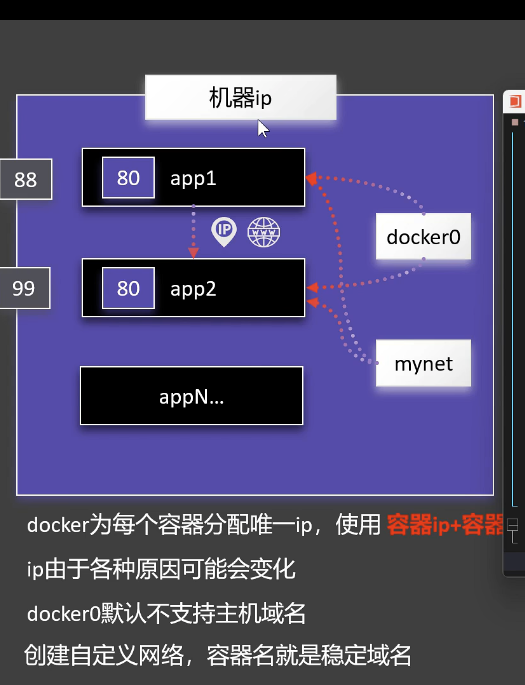 机器ip
88
80
app1
IP
www
docker0
99
80
app2
mynet
appN...
docker为每个容器分配唯一ip，使用 容器ip+容器
ip由于各种原因可能会变化
docker0默认不支持主机域名
创建自定义网络，容器名就是稳定域名